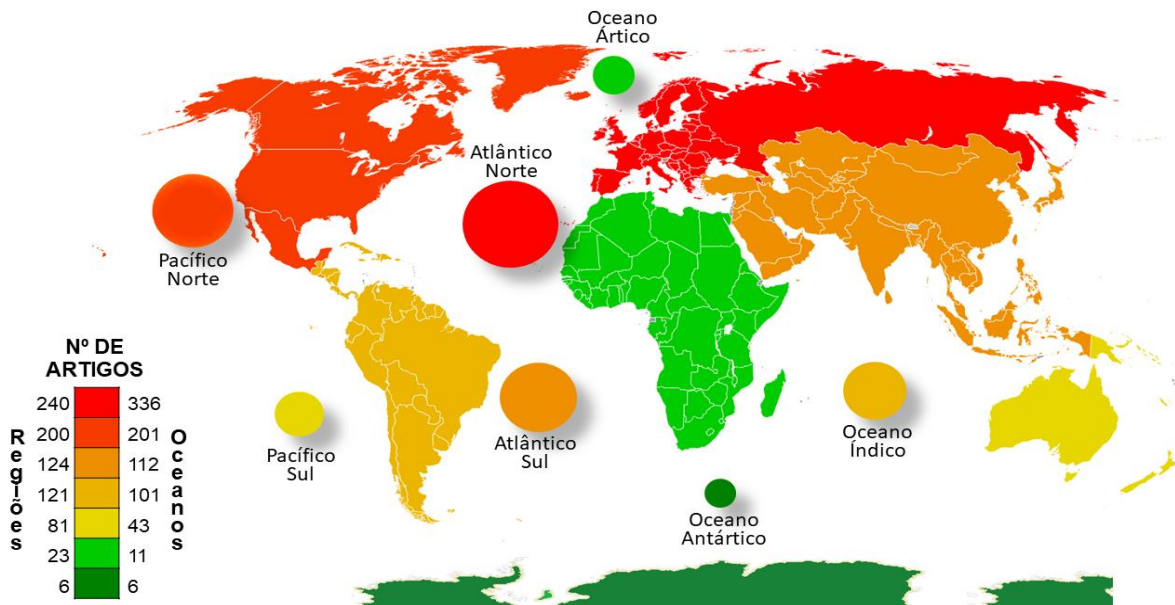 Oceano
Ártico
Atlântico
Norte
Pacífico
Norte
Pacífico
Sul
Atlântico
Sul
Oceano
Índico
Oceano
Antártico
Nº DE
ARTIGOS
Regiões
Oceanos
240 336
200 201
124 112
121 101
81 43
23 11
6 6